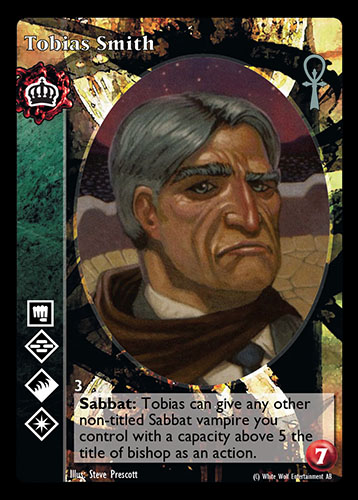 Tobias Smith
3
Sabbat: Tobias can give any other
non-titled Sabbat vampire you
control with a capacity above 5 the
title of bishop as an action.
7
Illus: Steve Prescott
(C) White Wolf Entertainment AB